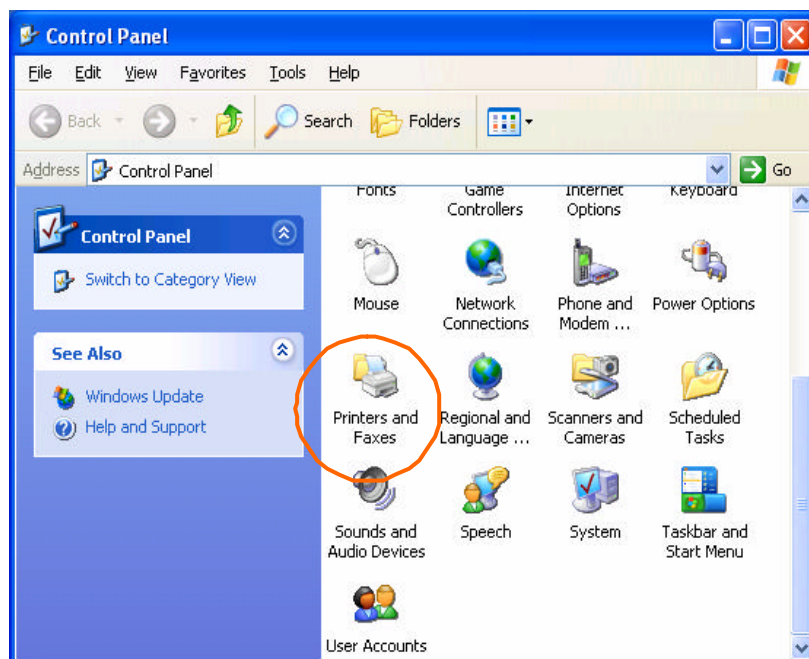 Control Panel
File Edit View Favorites Tools Help
Back Search Folders
Address Control Panel Go
Control Panel
Switch to Category View
See Also
Windows Update
Help and Support
Fonts Game Internet Keyboard
Controllers Options
Mouse Network Phone and Power Options
Connections Modem ...
Printers and Regional and Scanners and Scheduled
Faxes Language ... Cameras Tasks
Sounds and Speech System Taskbar and
Audio Devices Start Menu
User Accounts